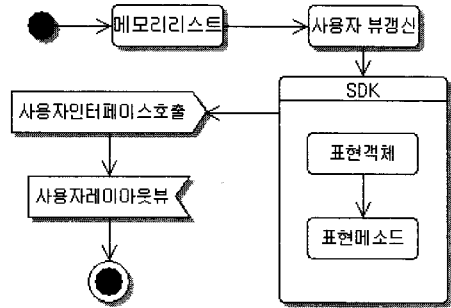 메모리리스트
사용자 뷰갱신
SDK
사용자인터페이스호출
표현객체
사용자레이아웃뷰
표현메소드